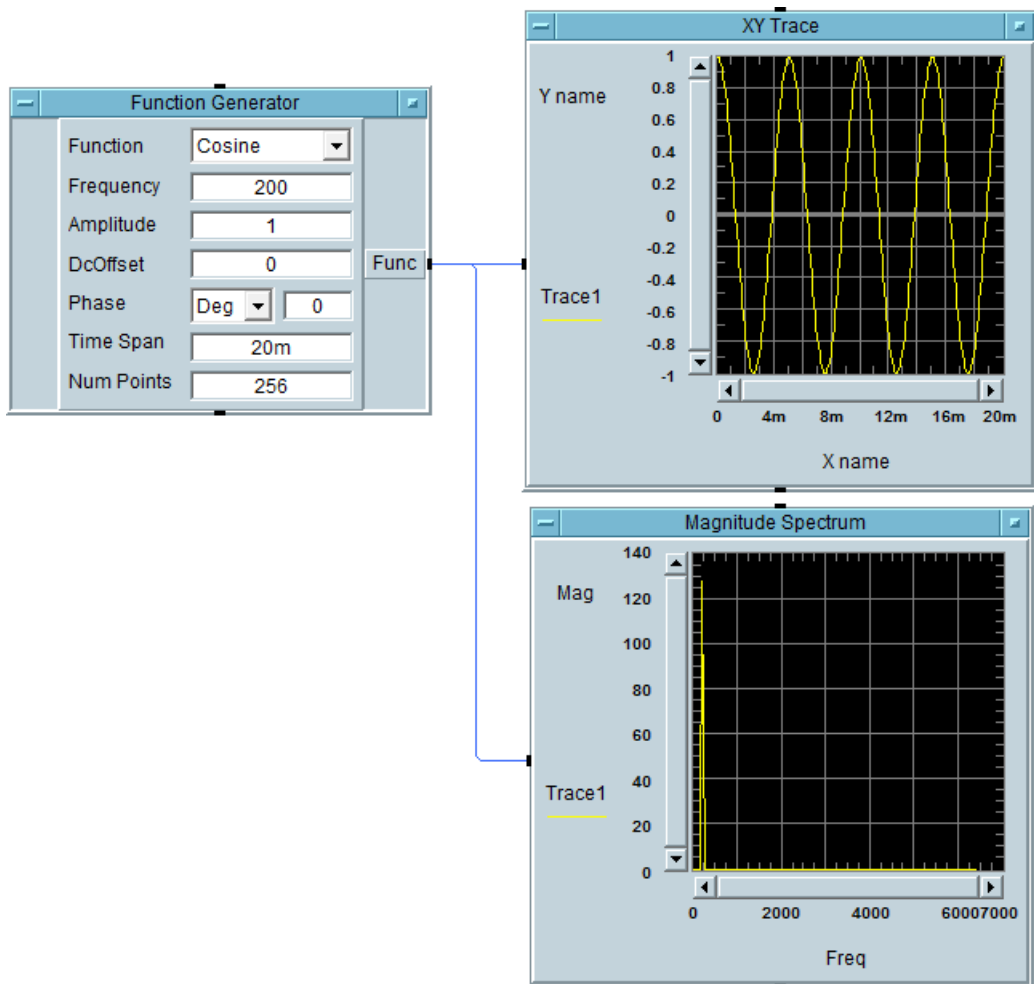 XY Trace
Y name
1
0.8
0.6
0.4
0.2
0
-0.2
-0.4
-0.6
-0.8
-1
Trace1
0 4m 8m 12m 16m 20m
X name
Function Generator
Function Cosine
Frequency 200
Amplitude 1
DcOffset 0
Phase Deg 0
Time Span 20m
Num Points 256
Func
Magnitude Spectrum
Mag
140
120
100
80
60
40
20
0
Trace1
0 2000 4000 60007000
Freq